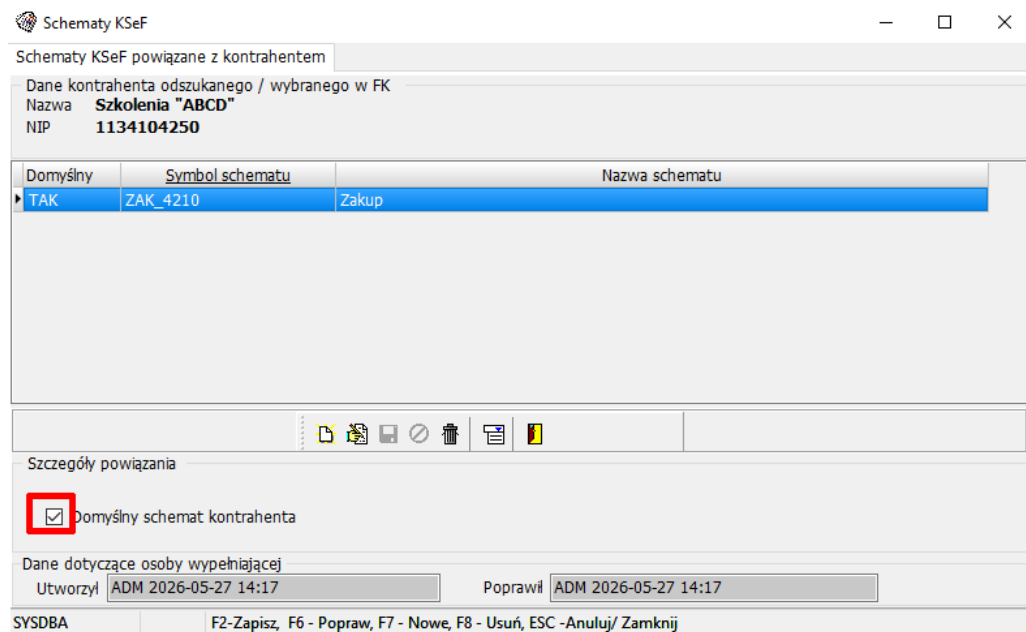 Schematy KSeF
Schematy KSeF powiązane z kontrahentem
Dane kontrahenta odszukanego / wybranego w FK
Nazwa Szkolenia "ABCD"
NIP 1134104250
Domyślny Symbol schematu Nazwa schematu
TAK ZAK_4210 Zakup
Szczegóły powiązania
Domyślny schemat kontrahenta
Dane dotyczące osoby wypełniającej
Utworzył ADM 2026-05-27 14:17 Poprawił ADM 2026-05-27 14:17
SYSDBA F2-Zapisz, F6 - Popraw, F7 - Nowe, F8 - Usuń, ESC -Anuluj/ Zamknij